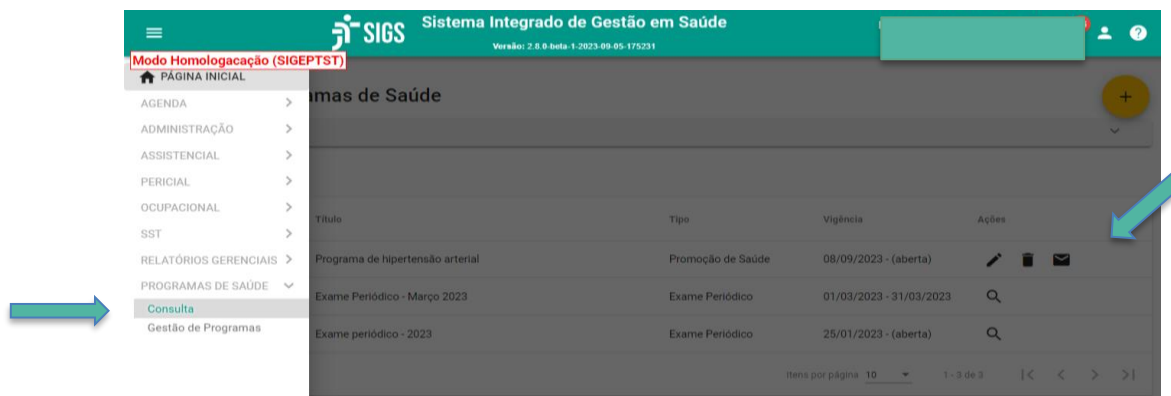 SIGS
Sistema Integrado de Gestão em Saúde
Versão: 2.8.0-beta-1-2023-09-05-175231
Modo Homologacação (SIGEPTST)
PÁGINA INICIAL
AGENDA
ADMINISTRAÇÃO
ASSISTENCIAL
PERICIAL
OCUPACIONAL
SST
RELATÓRIOS GERENCIAIS
PROGRAMAS DE SAÚDE
Consulta
Gestão de Programas
mas de Saúde
Título Tipo Vigência Ações
Programa de hipertensão arterial Promoção de Saúde 08/09/2023 - (aberta)
Exame Periódico - Março 2023 Exame Periódico 01/03/2023 - 31/03/2023
Exame periódico - 2023 Exame Periódico 25/01/2023 - (aberta)
Itens por página 10 1 - 3 de 3